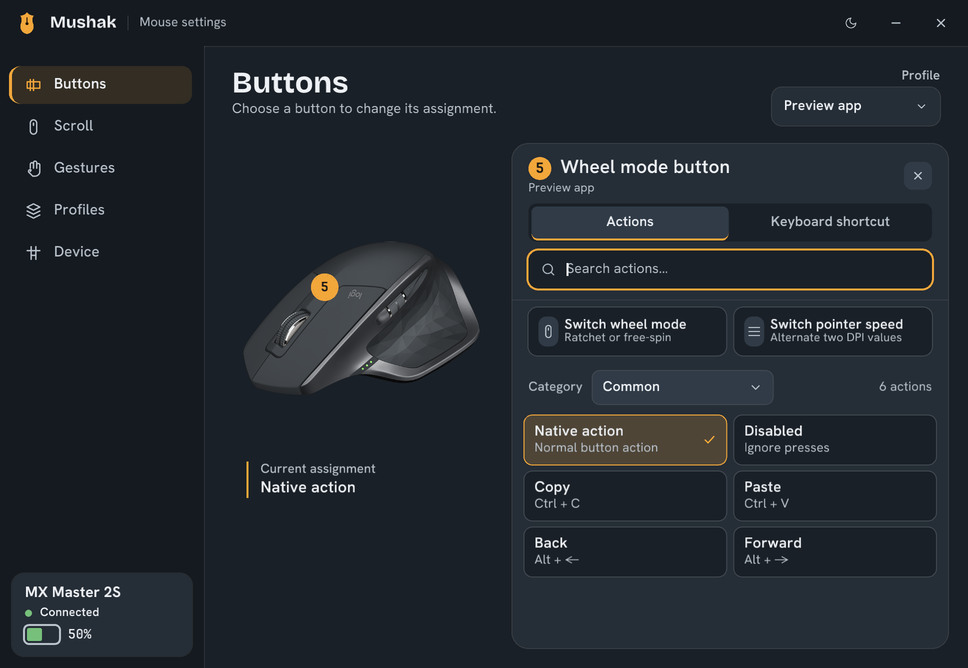 Mushak
Mouse settings
Buttons
Scroll
Gestures
Profiles
Device
MX Master 2S
Connected
50%
Buttons
Choose a button to change its assignment.
Profile
Preview app
5
logi
Current assignment
Native action
5 Wheel mode button
Preview app
Actions
Keyboard shortcut
Search actions...
Switch wheel mode
Ratchet or free-spin
Switch pointer speed
Alternate two DPI values
Category
Common
6 actions
Native action
Normal button action
Disabled
Ignore presses
Copy
Ctrl + C
Paste
Ctrl + V
Back
Alt + ←
Forward
Alt + →